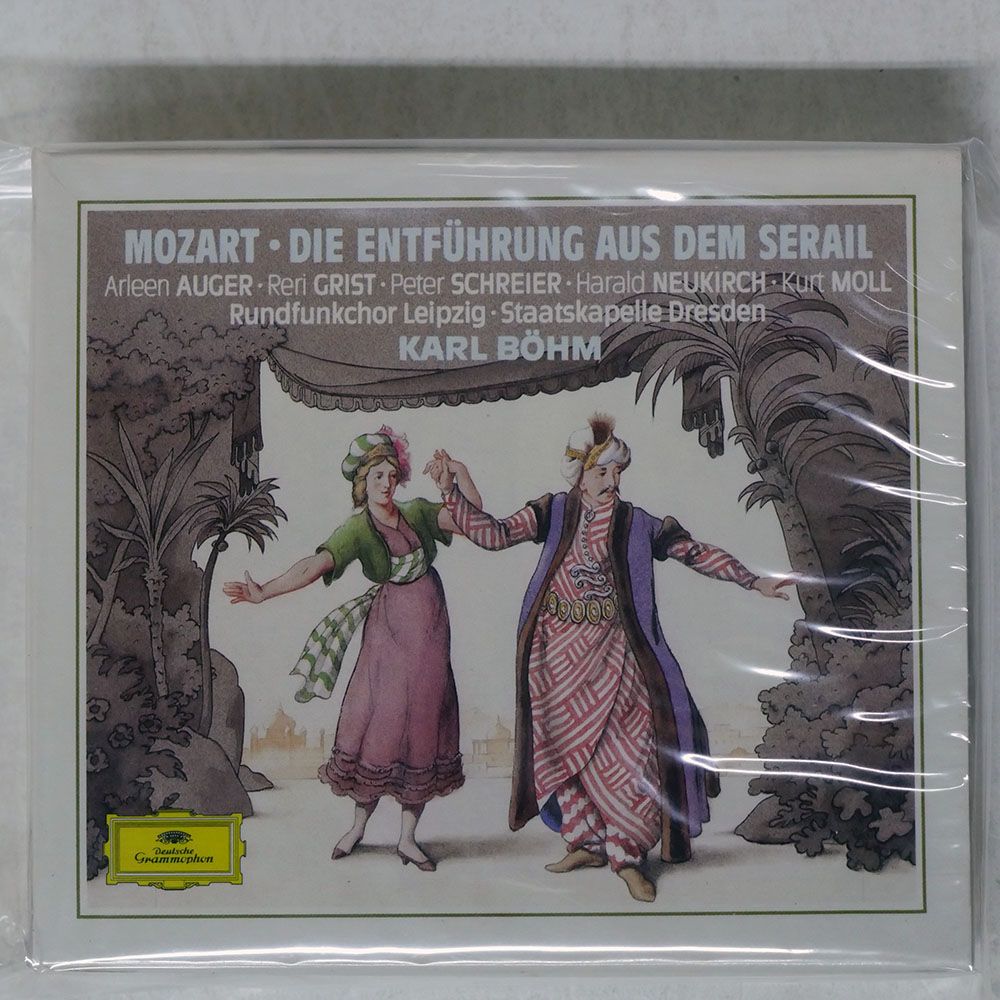 MOZART · DIE ENTFÜHRUNG AUS DEM SERAIL
Arleen AUGER · Reri GRIST · Peter SCHREIER · Harald NEUKIRCH · Kurt MOLL
Rundfunkchor Leipzig · Staatskapelle Dresden
KARL BÖHM
Deutsche
Grammophon